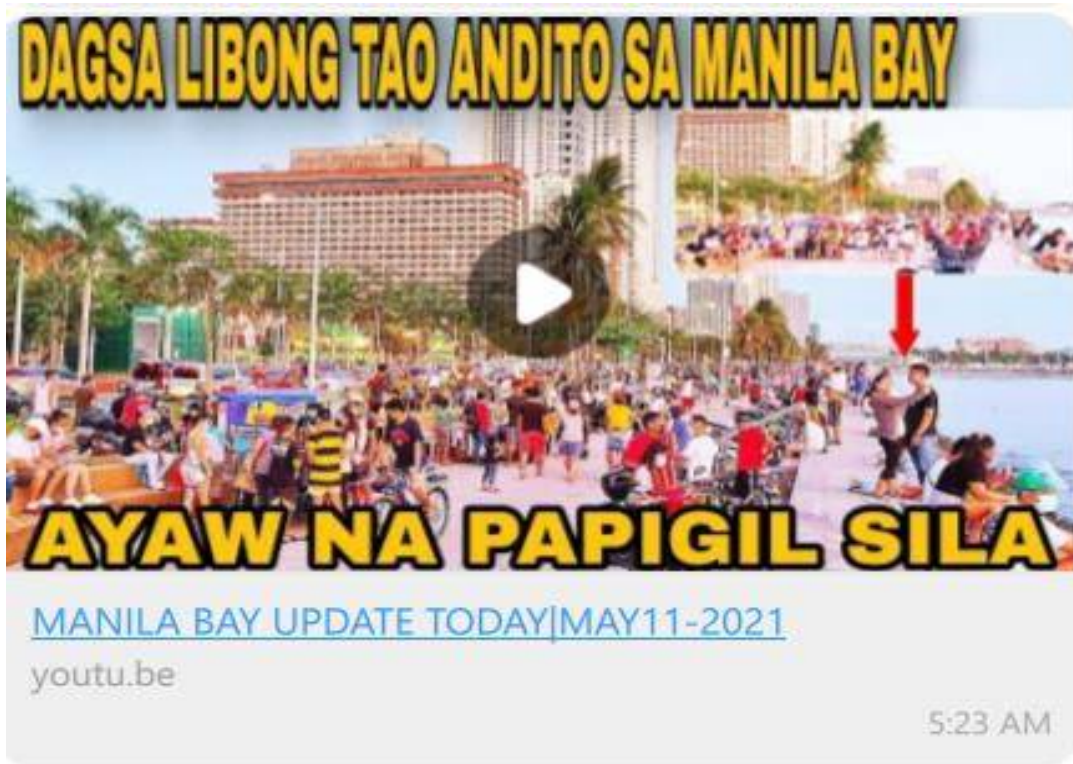 DAGSA LIBONG TAO ANDITO SA MANILA BAY
AYAW NA PAPIGIL SILA
MANILA BAY UPDATE TODAY|MAY11-2021
youtu.be
5:23 AM